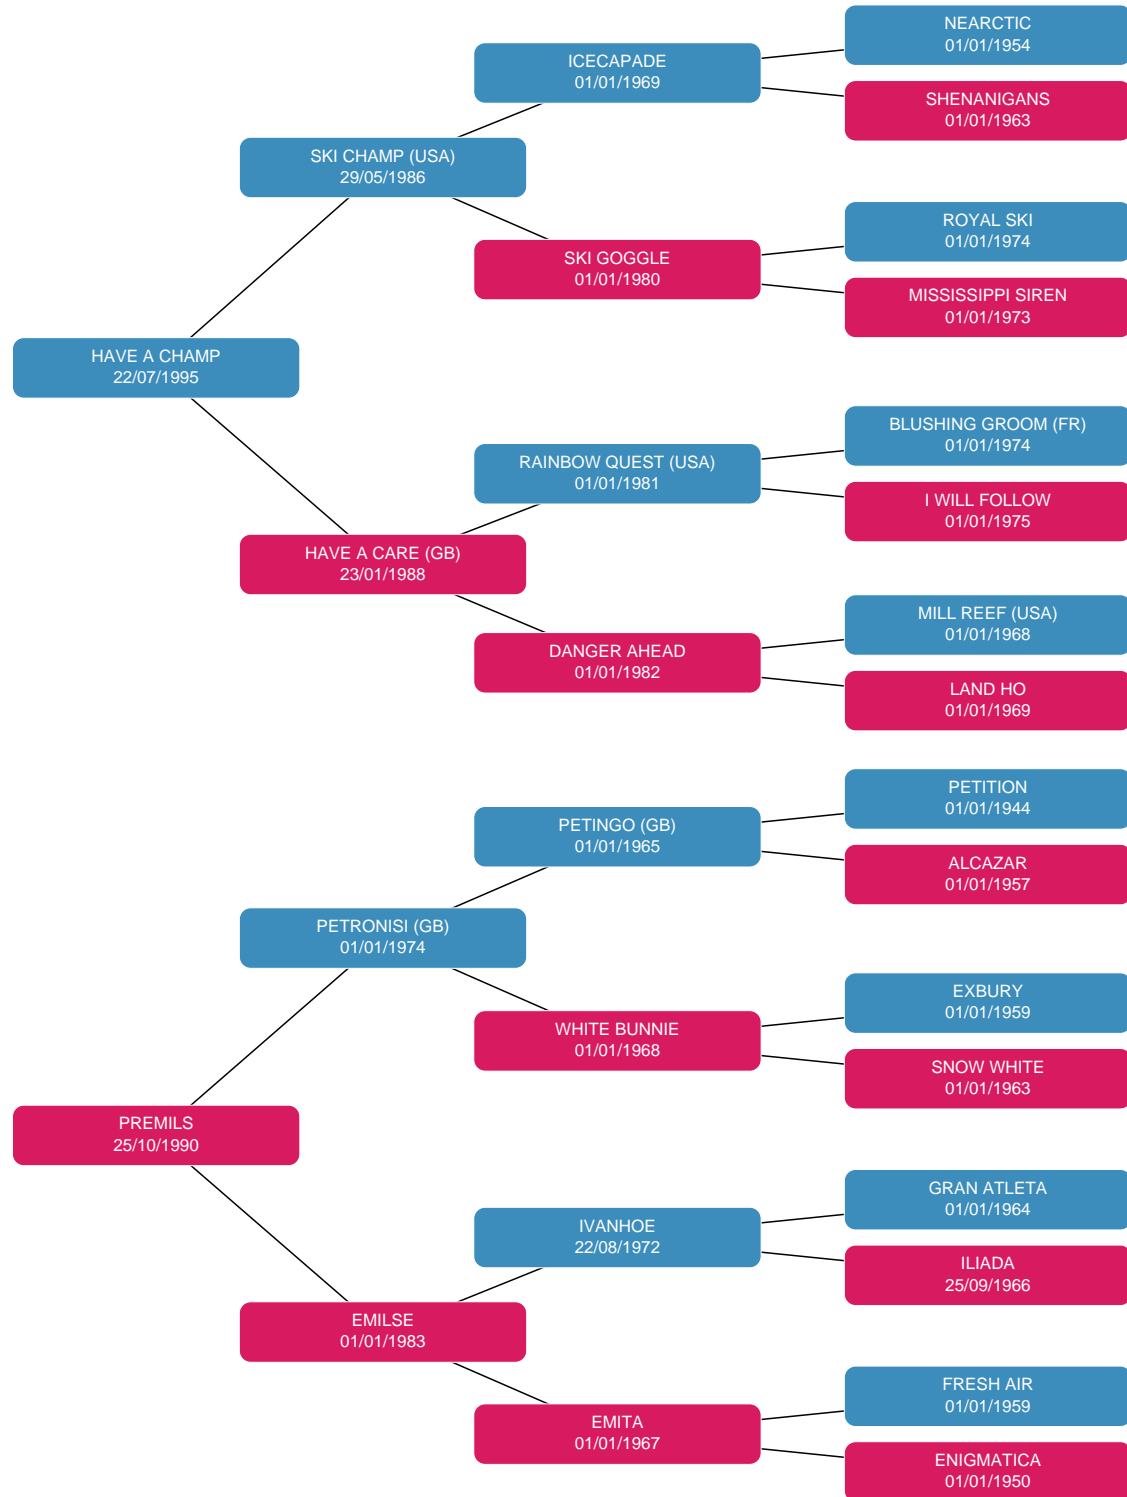 NEARCTIC
01/01/1954
ICECAPADE
01/01/1969
SHENANIGANS
01/01/1963
SKI CHAMP (USA)
29/05/1986
ROYAL SKI
01/01/1974
SKI GOGGLE
01/01/1980
MISSISSIPPI SIREN
01/01/1973
HAVE A CHAMP
22/07/1995
BLUSHING GROOM (FR)
01/01/1974
RAINBOW QUEST (USA)
01/01/1981
I WILL FOLLOW
01/01/1975
HAVE A CARE (GB)
23/01/1988
MILL REEF (USA)
01/01/1968
DANGER AHEAD
01/01/1982
LAND HO
01/01/1969
PETITION
01/01/1944
PETINGO (GB)
01/01/1965
ALCAZAR
01/01/1957
PETRONISI (GB)
01/01/1974
EXBURY
01/01/1959
WHITE BUNNIE
01/01/1968
SNOW WHITE
01/01/1963
PREMILS
25/10/1990
GRAN ATLETA
01/01/1964
IVANHOE
22/08/1972
ILIADA
25/09/1966
EMILSE
01/01/1983
FRESH AIR
01/01/1959
EMITA
01/01/1967
ENIGMATICA
01/01/1950